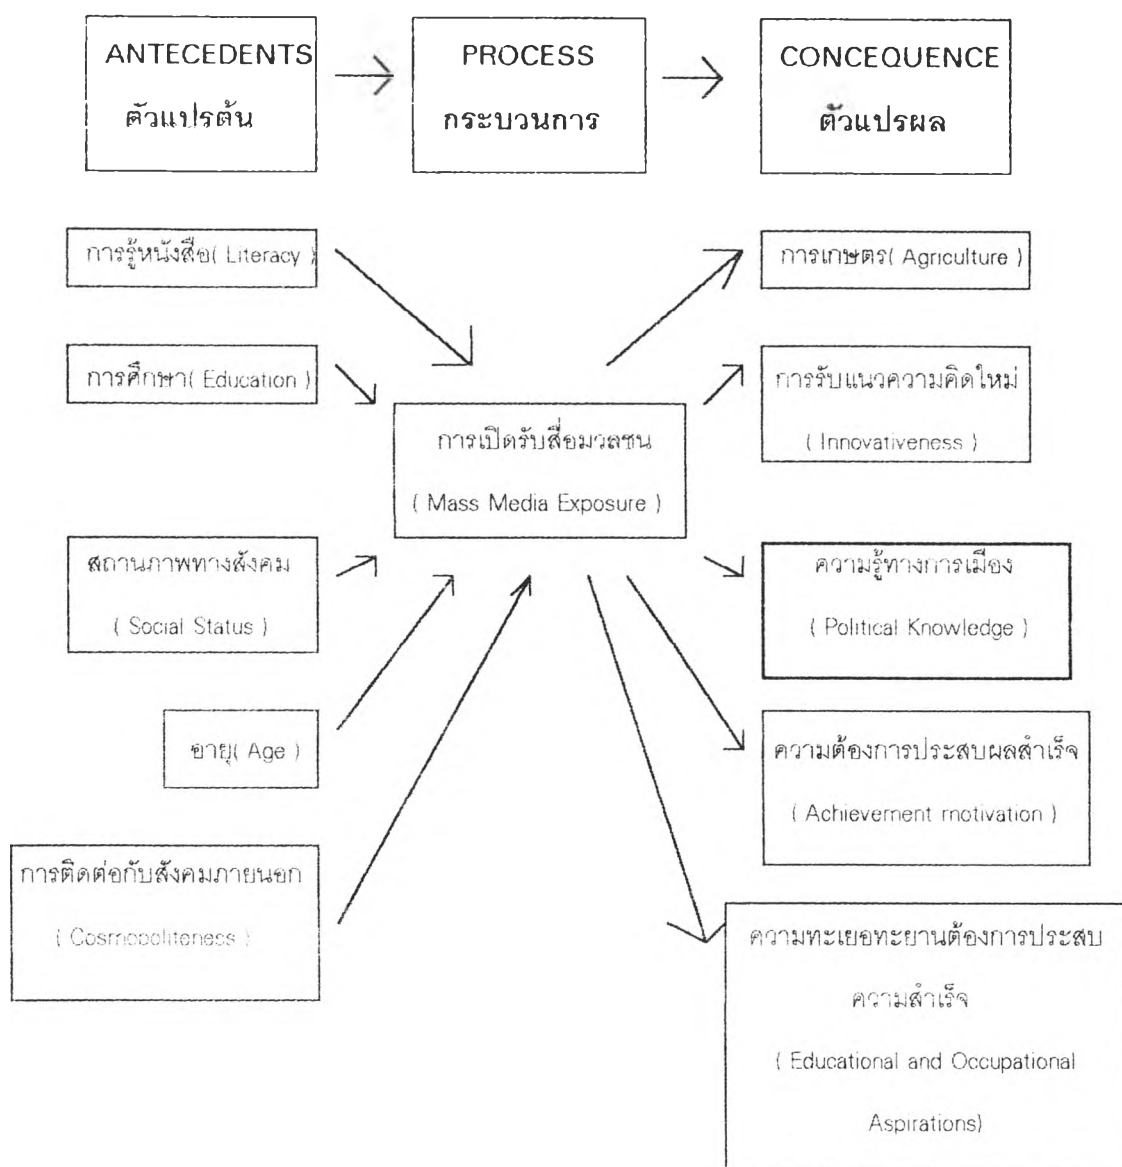 ANTECEDENTS
ตัวแปรต้น
PROCESS
กระบวนการ
CONCEQUENCE
ตัวแปรผล
การรู้หนังสือ( Literacy )
การศึกษา( Education )
สถานภาพทางสังคม
( Social Status )
อายุ( Age )
การติดต่อกับสังคมภายนอก
( Cosmopoliteness )
การเปิดรับสื่อมวลชน
( Mass Media Exposure )
การเกษตร( Agriculture )
การรับแนวความคิดใหม่
( Innovativeness )
ความรู้ทางการเมือง
( Political Knowledge )
ความต้องการประสบผลสำเร็จ
( Achievement motivation )
ความทะเยอทะยานต้องการประสบ
ความสำเร็จ
( Educational and Occupational
Aspirations)